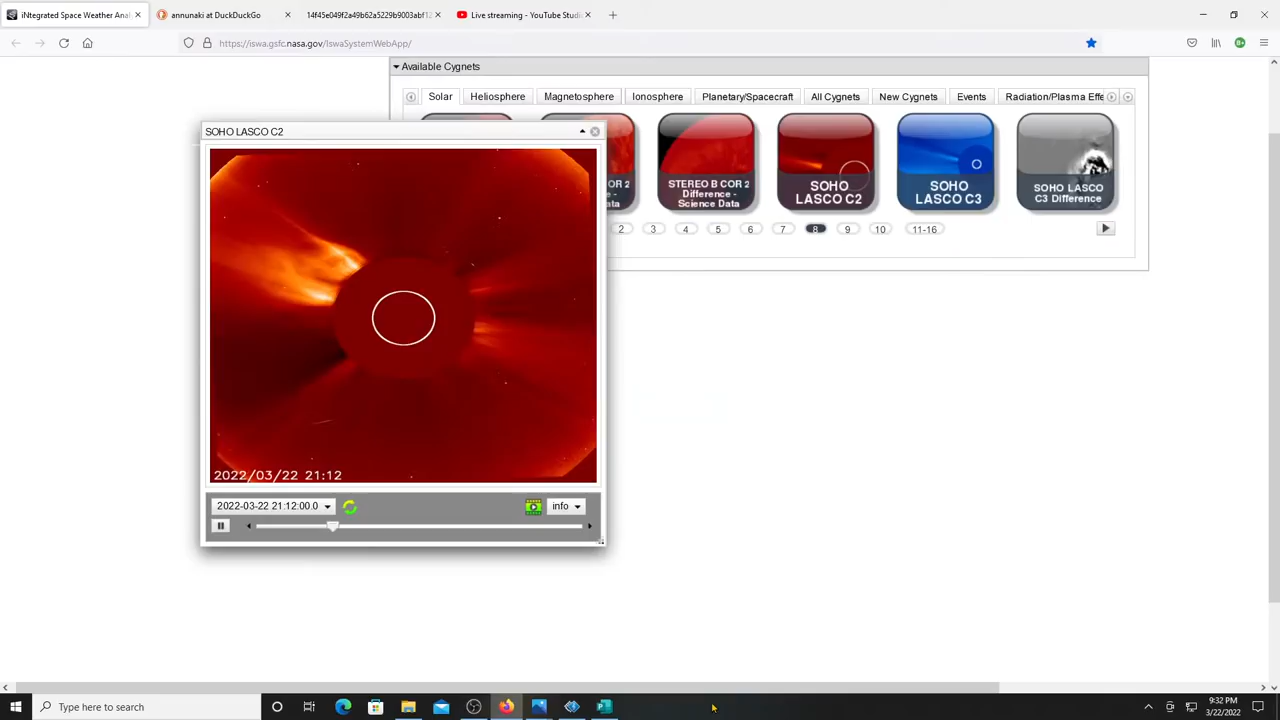 iNtegrated Space Weather Anal
annunaki at DuckDuckGo
14f45e049f2a49b62a5229b9003abf12
Live streaming - YouTube Studi
https://iswa.gsfc.nasa.gov/IswaSystemWebApp/
Available Cygnets
Solar
Heliosphere
Magnetosphere
Ionosphere
Planetary/Spacecraft
All Cygnets
New Cygnets
Events
Radiation/Plasma Effe
SOHO LASCO C2
COR 2
STEREO B COR 2
Difference -
Science Data
SOHO
LASCO C2
SOHO
LASCO C3
SOHO LASCO
C3 Difference
2
3
4
5
6
7
8
9
10
11-16
2022/03/22 21:12
2022-03-22 21:12:00.0
info
Type here to search
9:32 PM
3/22/2022